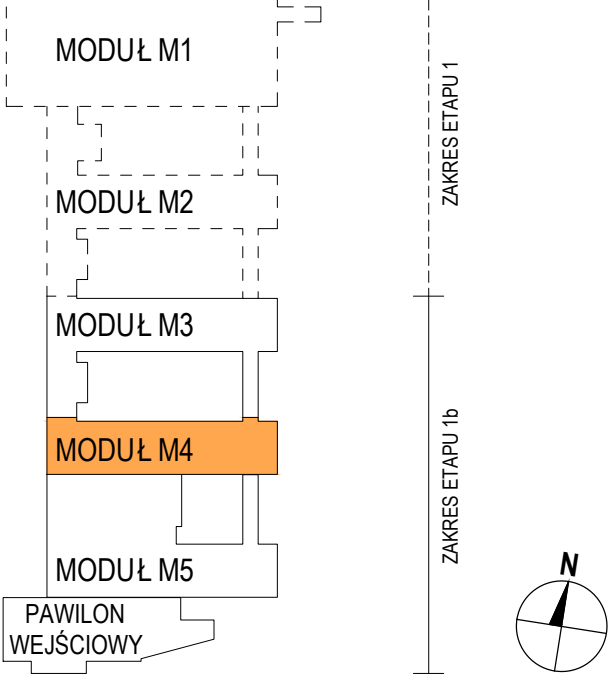 MODUŁ M1
ZAKRES ETAPU 1
MODUŁ M2
MODUŁ M3
MODUŁ M4
ZAKRES ETAPU 1b
MODUŁ M5
PAWILON
WEJŚCIOWY
N